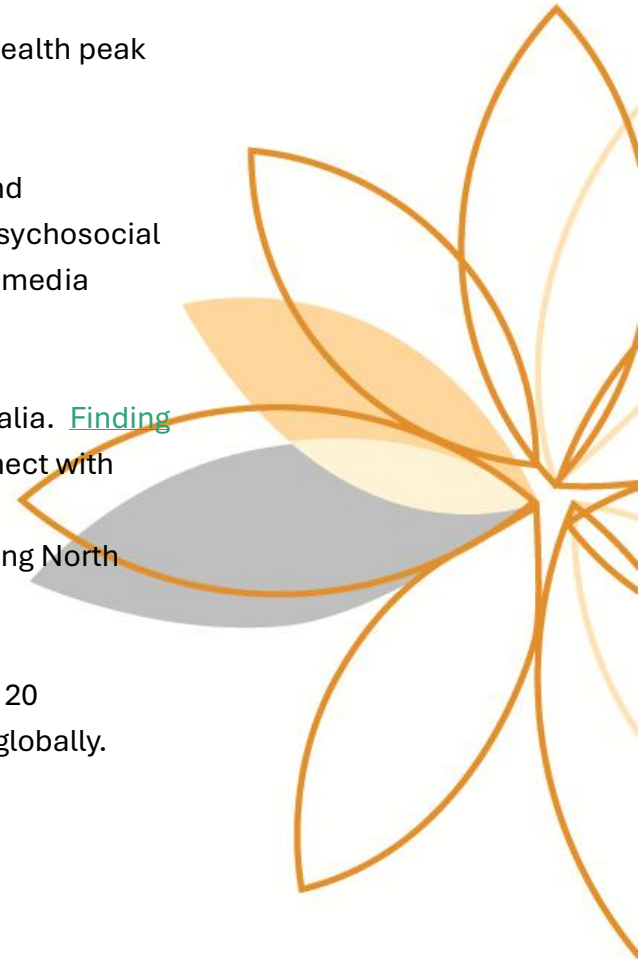 ealth peak
nd
sychosocial
media
alia. Finding
nect with
ng North
20
globally.